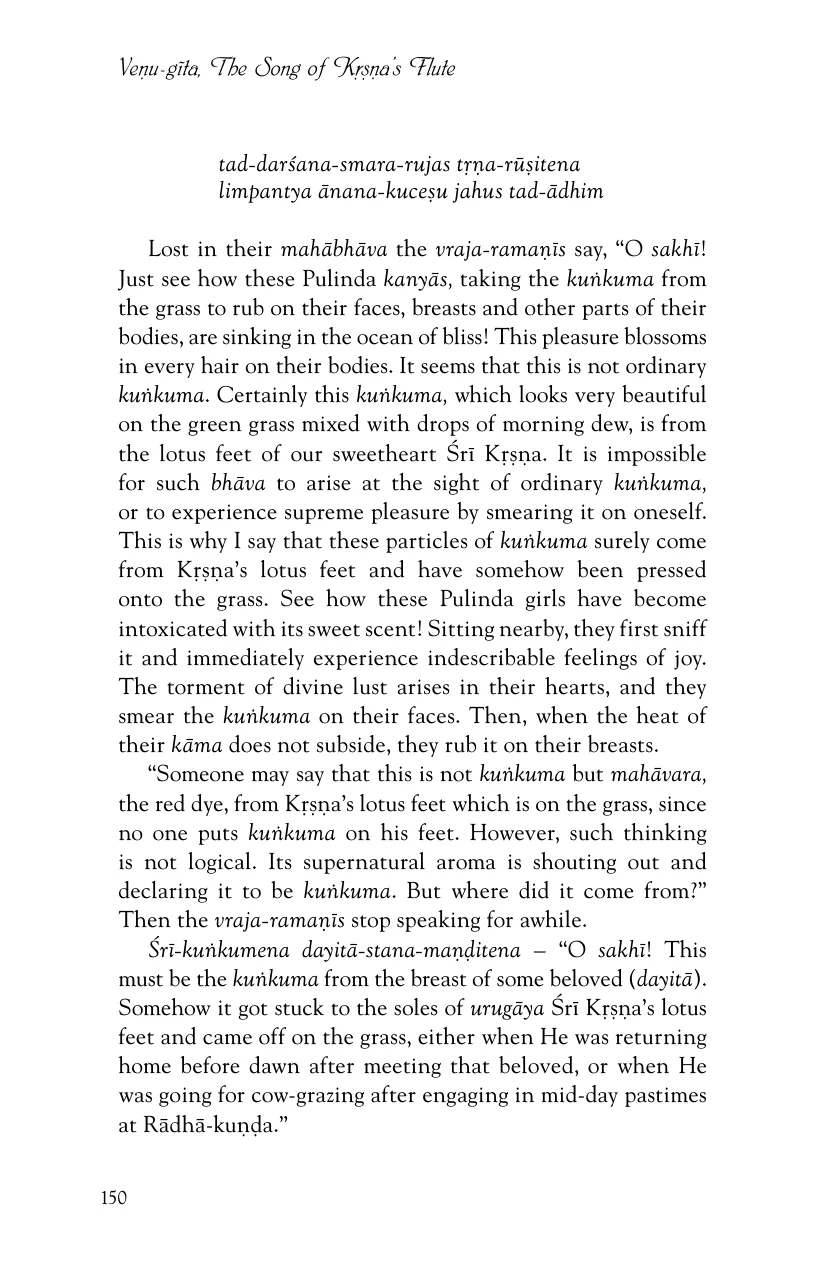 Veṇu-gīta, The Song of Kṛṣṇa's Flute
tad-darśana-smara-rujas tṛṇa-rūṣitena
limpantya ānana-kuceṣu jahus tad-ādhim
Lost in their mahābhāva the vraja-ramaṇīs say, “O sakhī!
Just see how these Pulinda kanyās, taking the kuṅkuma from
the grass to rub on their faces, breasts and other parts of their
bodies, are sinking in the ocean of bliss! This pleasure blossoms
in every hair on their bodies. It seems that this is not ordinary
kuṅkuma. Certainly this kuṅkuma, which looks very beautiful
on the green grass mixed with drops of morning dew, is from
the lotus feet of our sweetheart Śrī Kṛṣṇa. It is impossible
for such bhāva to arise at the sight of ordinary kuṅkuma,
or to experience supreme pleasure by smearing it on oneself.
This is why I say that these particles of kuṅkuma surely come
from Kṛṣṇa’s lotus feet and have somehow been pressed
onto the grass. See how these Pulinda girls have become
intoxicated with its sweet scent! Sitting nearby, they first sniff
it and immediately experience indescribable feelings of joy.
The torment of divine lust arises in their hearts, and they
smear the kuṅkuma on their faces. Then, when the heat of
their kāma does not subside, they rub it on their breasts.
“Someone may say that this is not kuṅkuma but mahāvara,
the red dye, from Kṛṣṇa’s lotus feet which is on the grass, since
no one puts kuṅkuma on his feet. However, such thinking
is not logical. Its supernatural aroma is shouting out and
declaring it to be kuṅkuma. But where did it come from?”
Then the vraja-ramaṇīs stop speaking for awhile.
Śrī-kuṅkumena dayitā-stana-maṇḍitena – “O sakhī! This
must be the kuṅkuma from the breast of some beloved (dayitā).
Somehow it got stuck to the soles of urugāya Śrī Kṛṣṇa’s lotus
feet and came off on the grass, either when He was returning
home before dawn after meeting that beloved, or when He
was going for cow-grazing after engaging in mid-day pastimes
at Rādhā-kuṇḍa.”
150